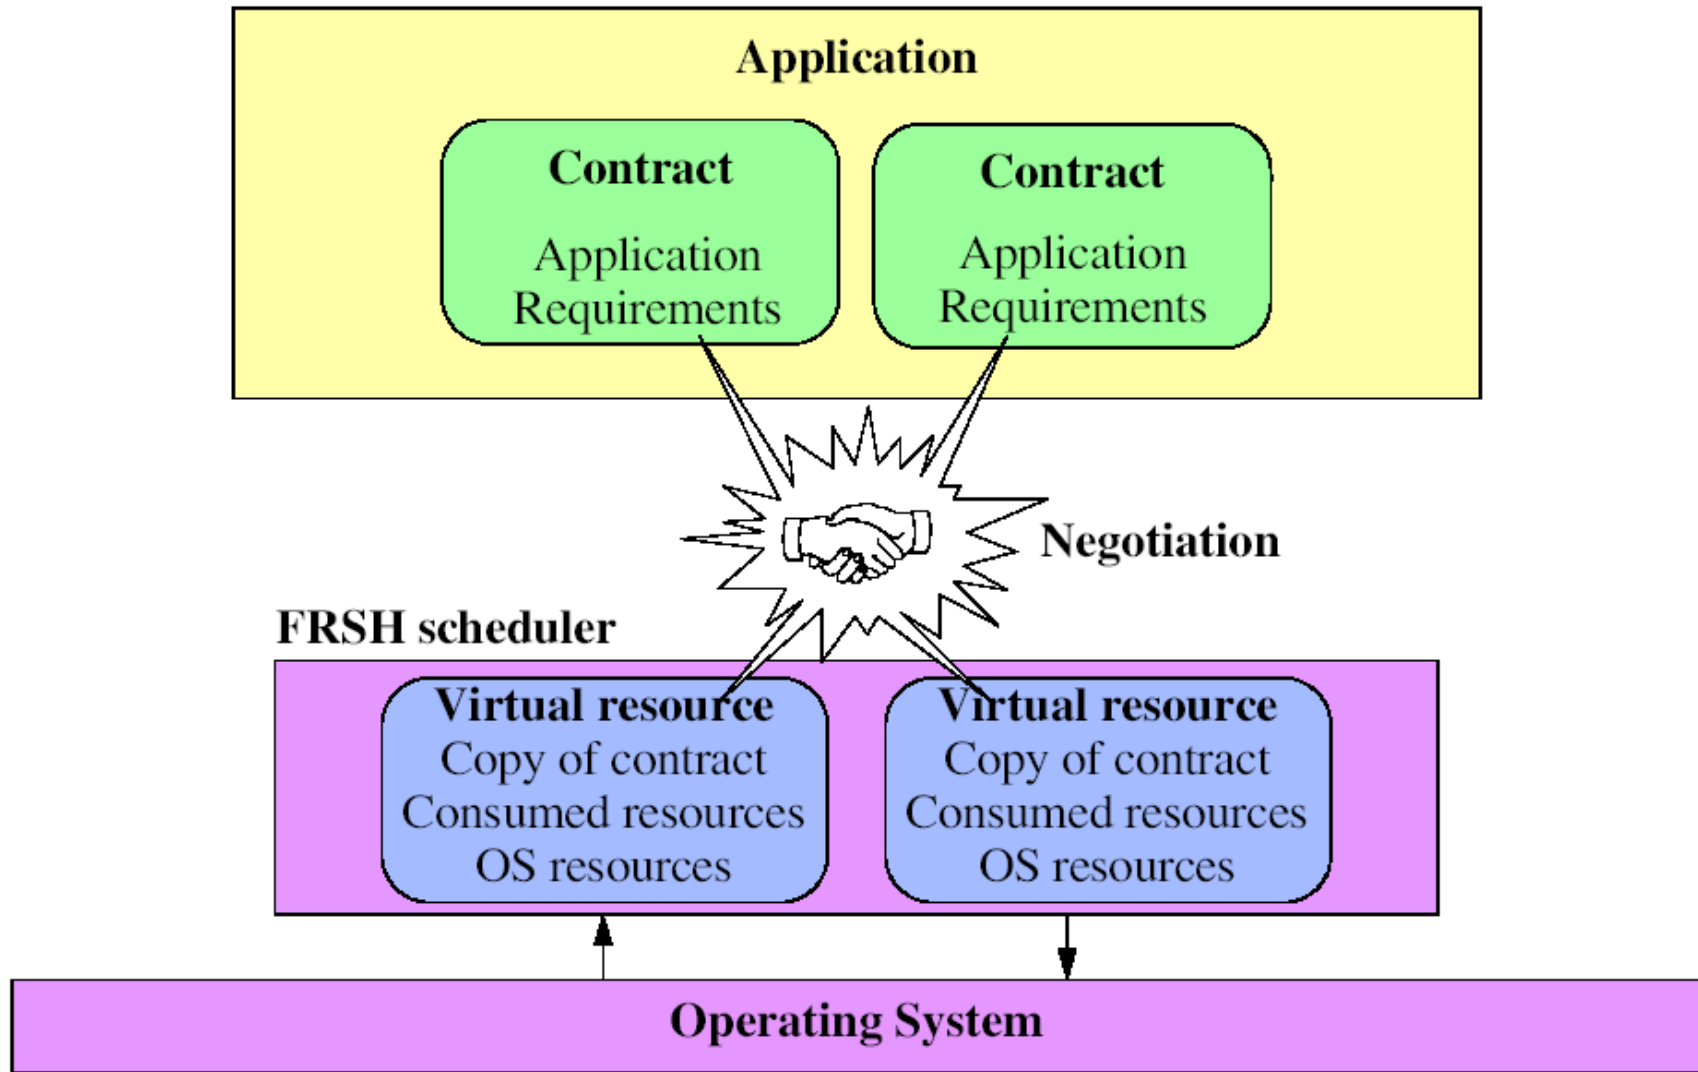 Application
Contract
Application
Requirements
Contract
Application
Requirements
Negotiation
FRSH scheduler
Virtual resource
Copy of contract
Consumed resources
OS resources
Virtual resource
Copy of contract
Consumed resources
OS resources
Operating System